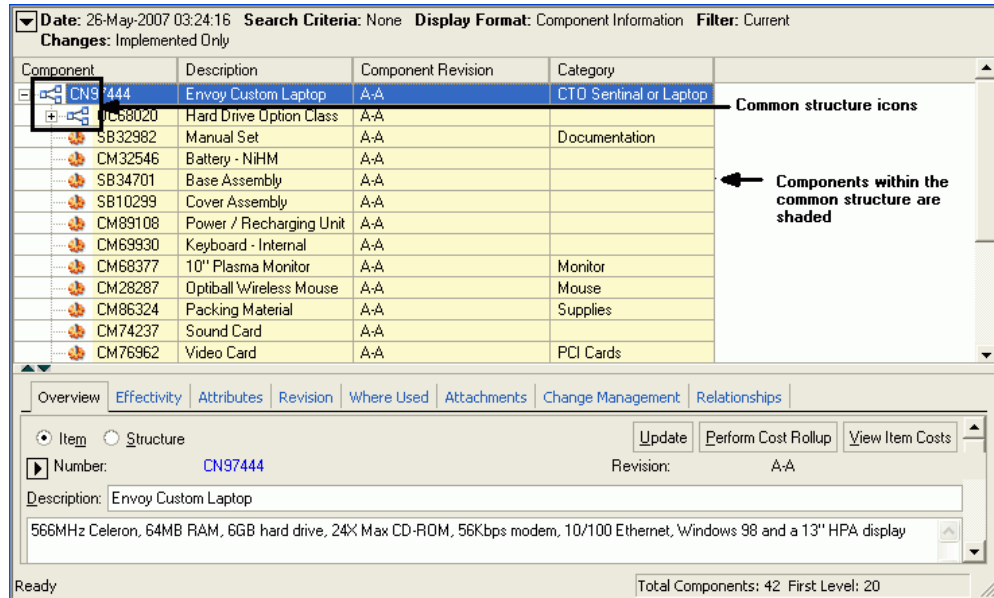 Date: 26-May-2007 03:24:16 Search Criteria: None Display Format: Component Information Filter: Current
Changes: Implemented Only
Component Description Component Revision Category
CN97444 Envoy Custom Laptop A-A CTO Sentinal or Laptop
Common structure icons
OC68020 Hard Drive Option Class A-A
SB32982 Manual Set A-A Documentation
CM32546 Battery - NiHM A-A
SB34701 Base Assembly A-A
Components within the
common structure are
shaded
SB10299 Cover Assembly A-A
CM89108 Power / Recharging Unit A-A
CM69930 Keyboard - Internal A-A
CM68377 10" Plasma Monitor A-A Monitor
CM28287 Optiball Wireless Mouse A-A Mouse
CM86324 Packing Material A-A Supplies
CM74237 Sound Card A-A
CM76962 Video Card A-A PCI Cards
Overview Effectivity Attributes Revision Where Used Attachments Change Management Relationships
Item Structure Update Perform Cost Rollup View Item Costs
Number: CN97444 Revision: A-A
Description: Envoy Custom Laptop
566MHz Celeron, 64MB RAM, 6GB hard drive, 24X Max CD-ROM, 56Kbps modem, 10/100 Ethernet, Windows 98 and a 13" HPA display
Ready Total Components: 42 First Level: 20